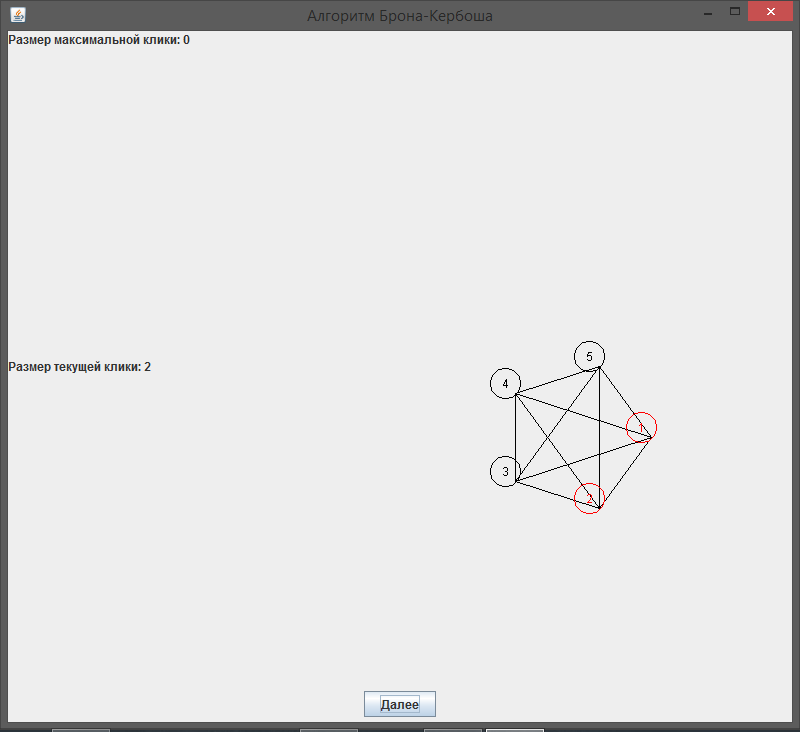 Алгоритм Брона-Кербоша
Размер максимальной клики: 0
5
4
Размер текущей клики: 2
1
3
2
Далее